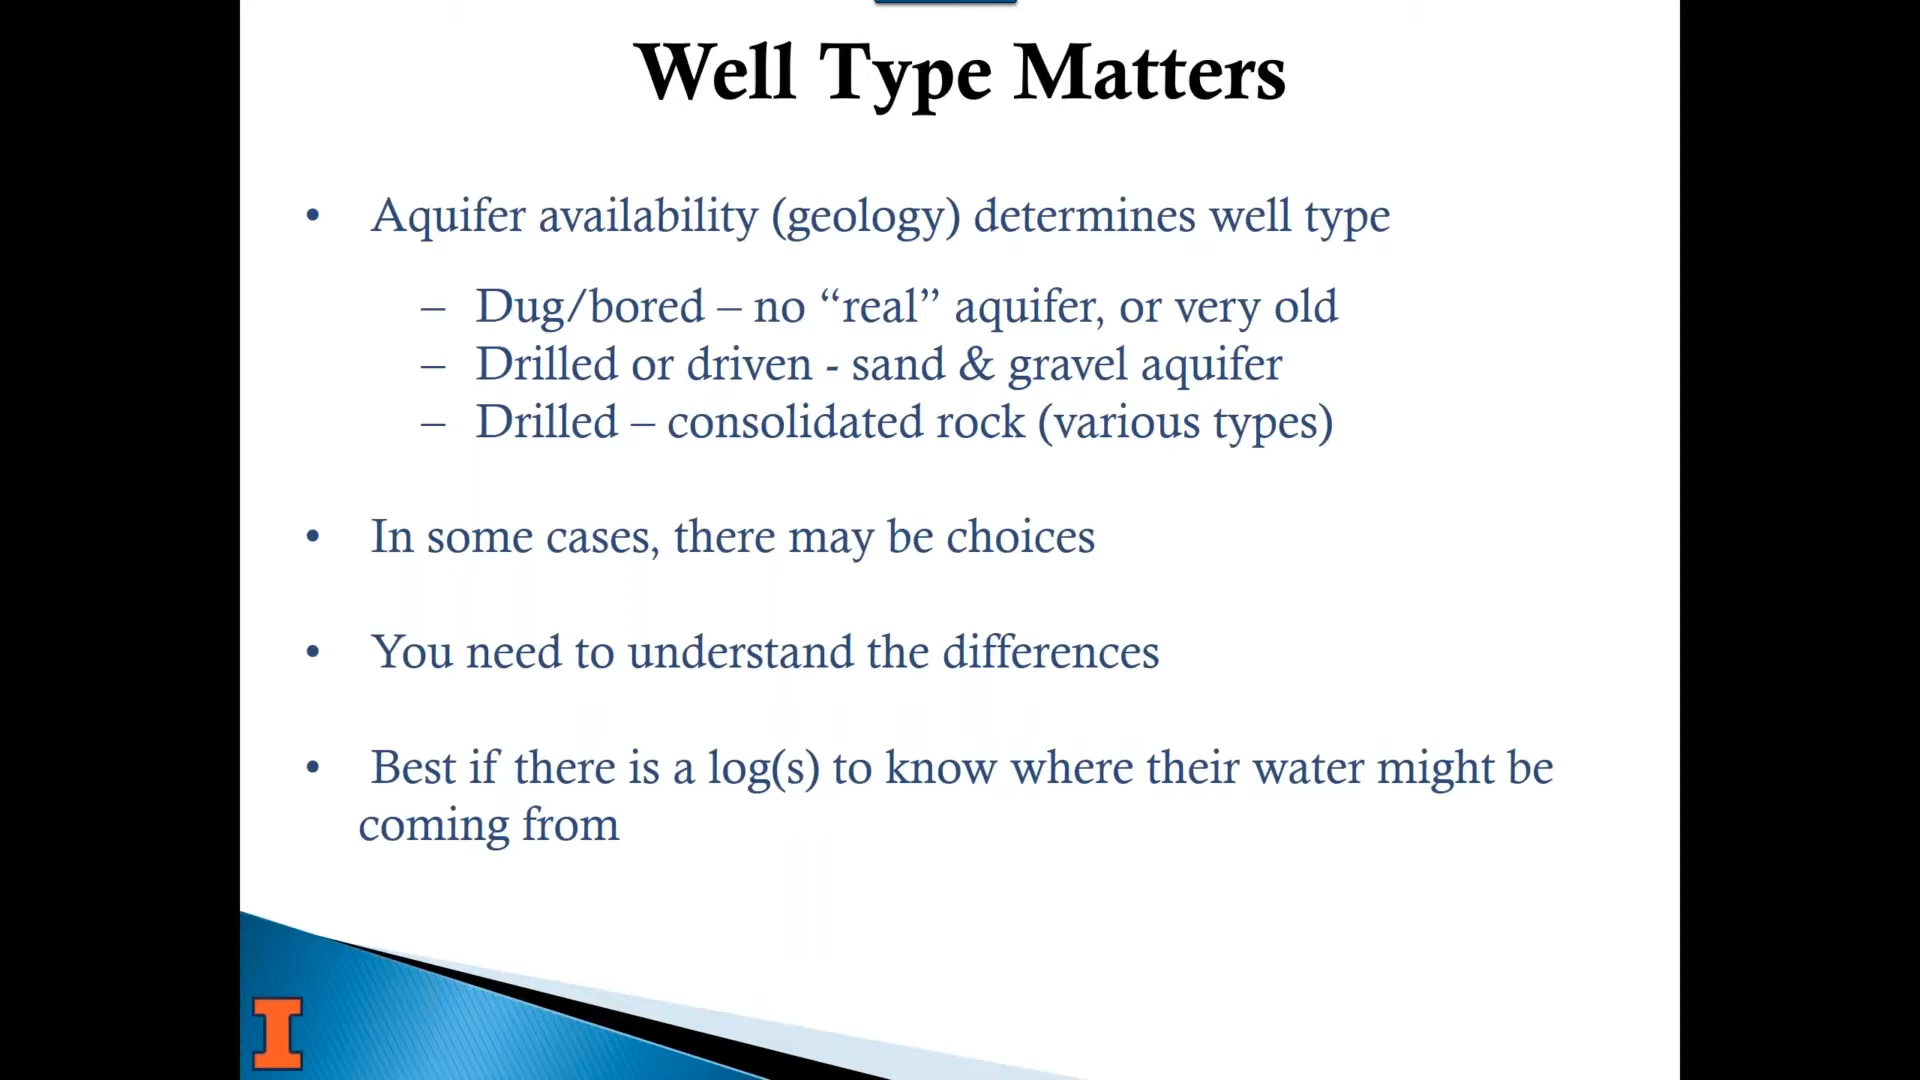 Well Type Matters
• Aquifer availability (geology) determines well type
– Dug/bored – no “real” aquifer, or very old
– Drilled or driven - sand & gravel aquifer
– Drilled – consolidated rock (various types)
• In some cases, there may be choices
• You need to understand the differences
• Best if there is a log(s) to know where their water might be
coming from
I